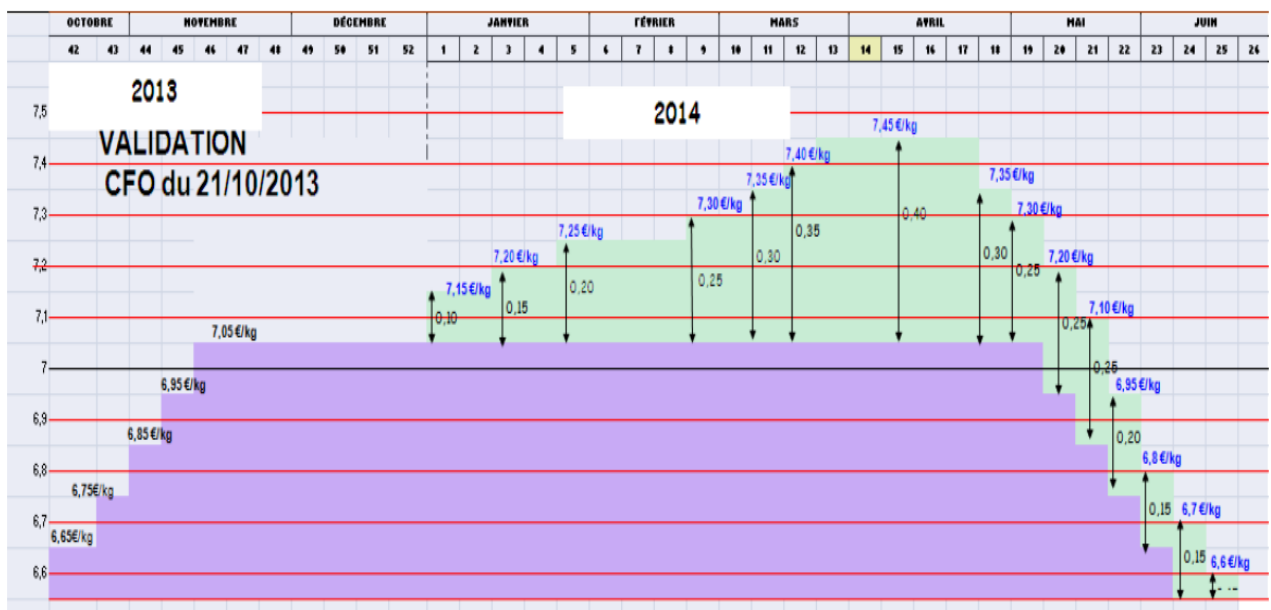 OCTOBRE NOVEMBRE DÉCEMBRE JANVIER FÉVRIER MARS AVRIL MAI JUIN
42 43 44 45 46 47 48 49 50 51 52 1 2 3 4 5 6 7 8 9 10 11 12 13 14 15 16 17 18 19 20 21 22 23 24 25 26
2013
2014
VALIDATION
CFO du 21/10/2013
7,5
7,4
7,3
7,2
7,1
7
6,9
6,8
6,7
6,6
6,65€/kg
6,75€/kg
6,85€/kg
6,95€/kg
7,05€/kg
7,15€/kg
7,20€/kg
7,25€/kg
7,30€/kg
7,35€/kg
7,40€/kg
7,45€/kg
7,35€/kg
7,30€/kg
7,20€/kg
7,10€/kg
6,95€/kg
6,8€/kg
6,7€/kg
6,6€/kg
0,10
0,15
0,20
0,25
0,30
0,35
0,40
0,30
0,25
0,25
0,25
0,20
0,15
0,15